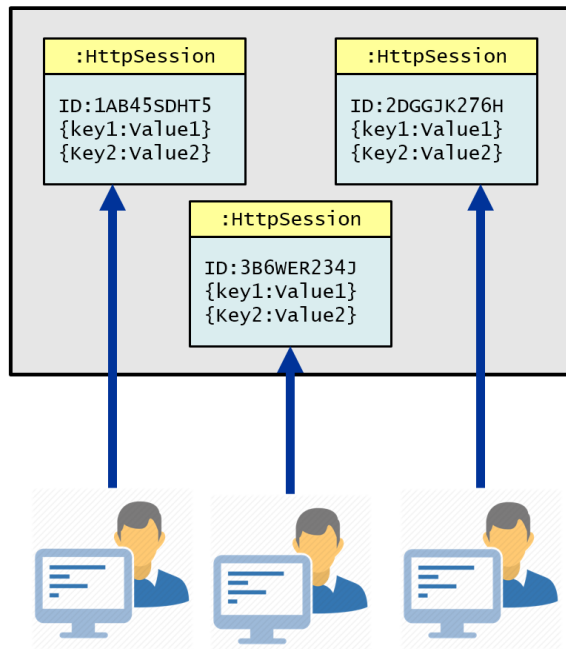 :HttpSession
ID:1AB45SDHT5
{key1:Value1}
{Key2:Value2}
:HttpSession
ID:2DGGJK276H
{key1:Value1}
{Key2:Value2}
:HttpSession
ID:3B6WER234J
{key1:Value1}
{Key2:Value2}